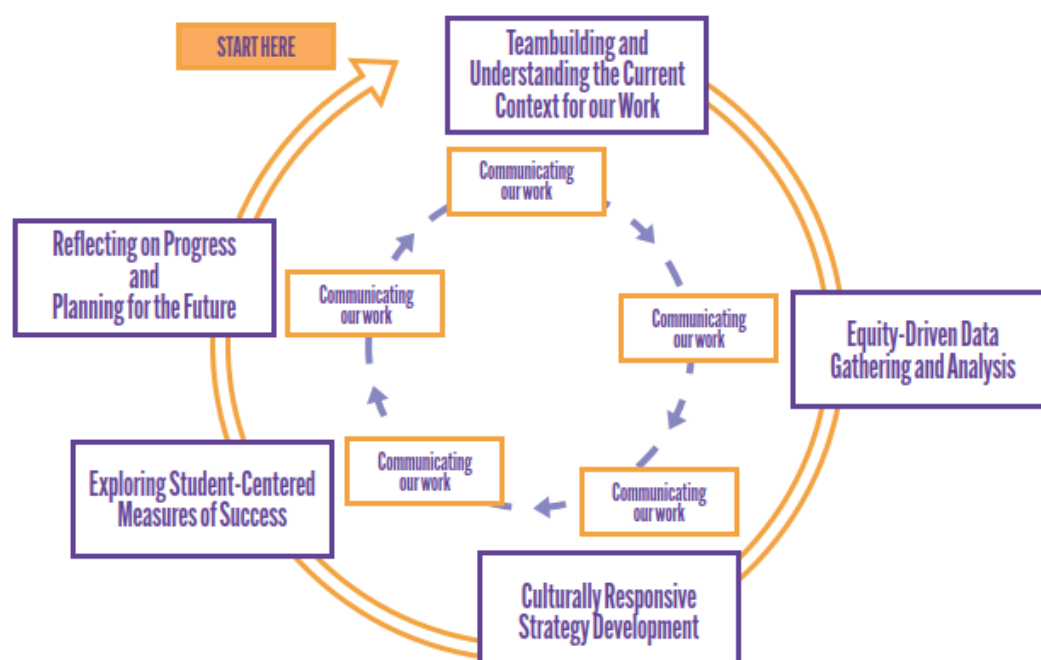 START HERE
Teambuilding and
Understanding the Current
Context for our Work
Communicating
our work
Reflecting on Progress
and
Planning for the Future
Communicating
our work
Communicating
our work
Equity-Driven Data
Gathering and Analysis
Exploring Student-Centered
Measures of Success
Communicating
our work
Communicating
our work
Culturally Responsive
Strategy Development